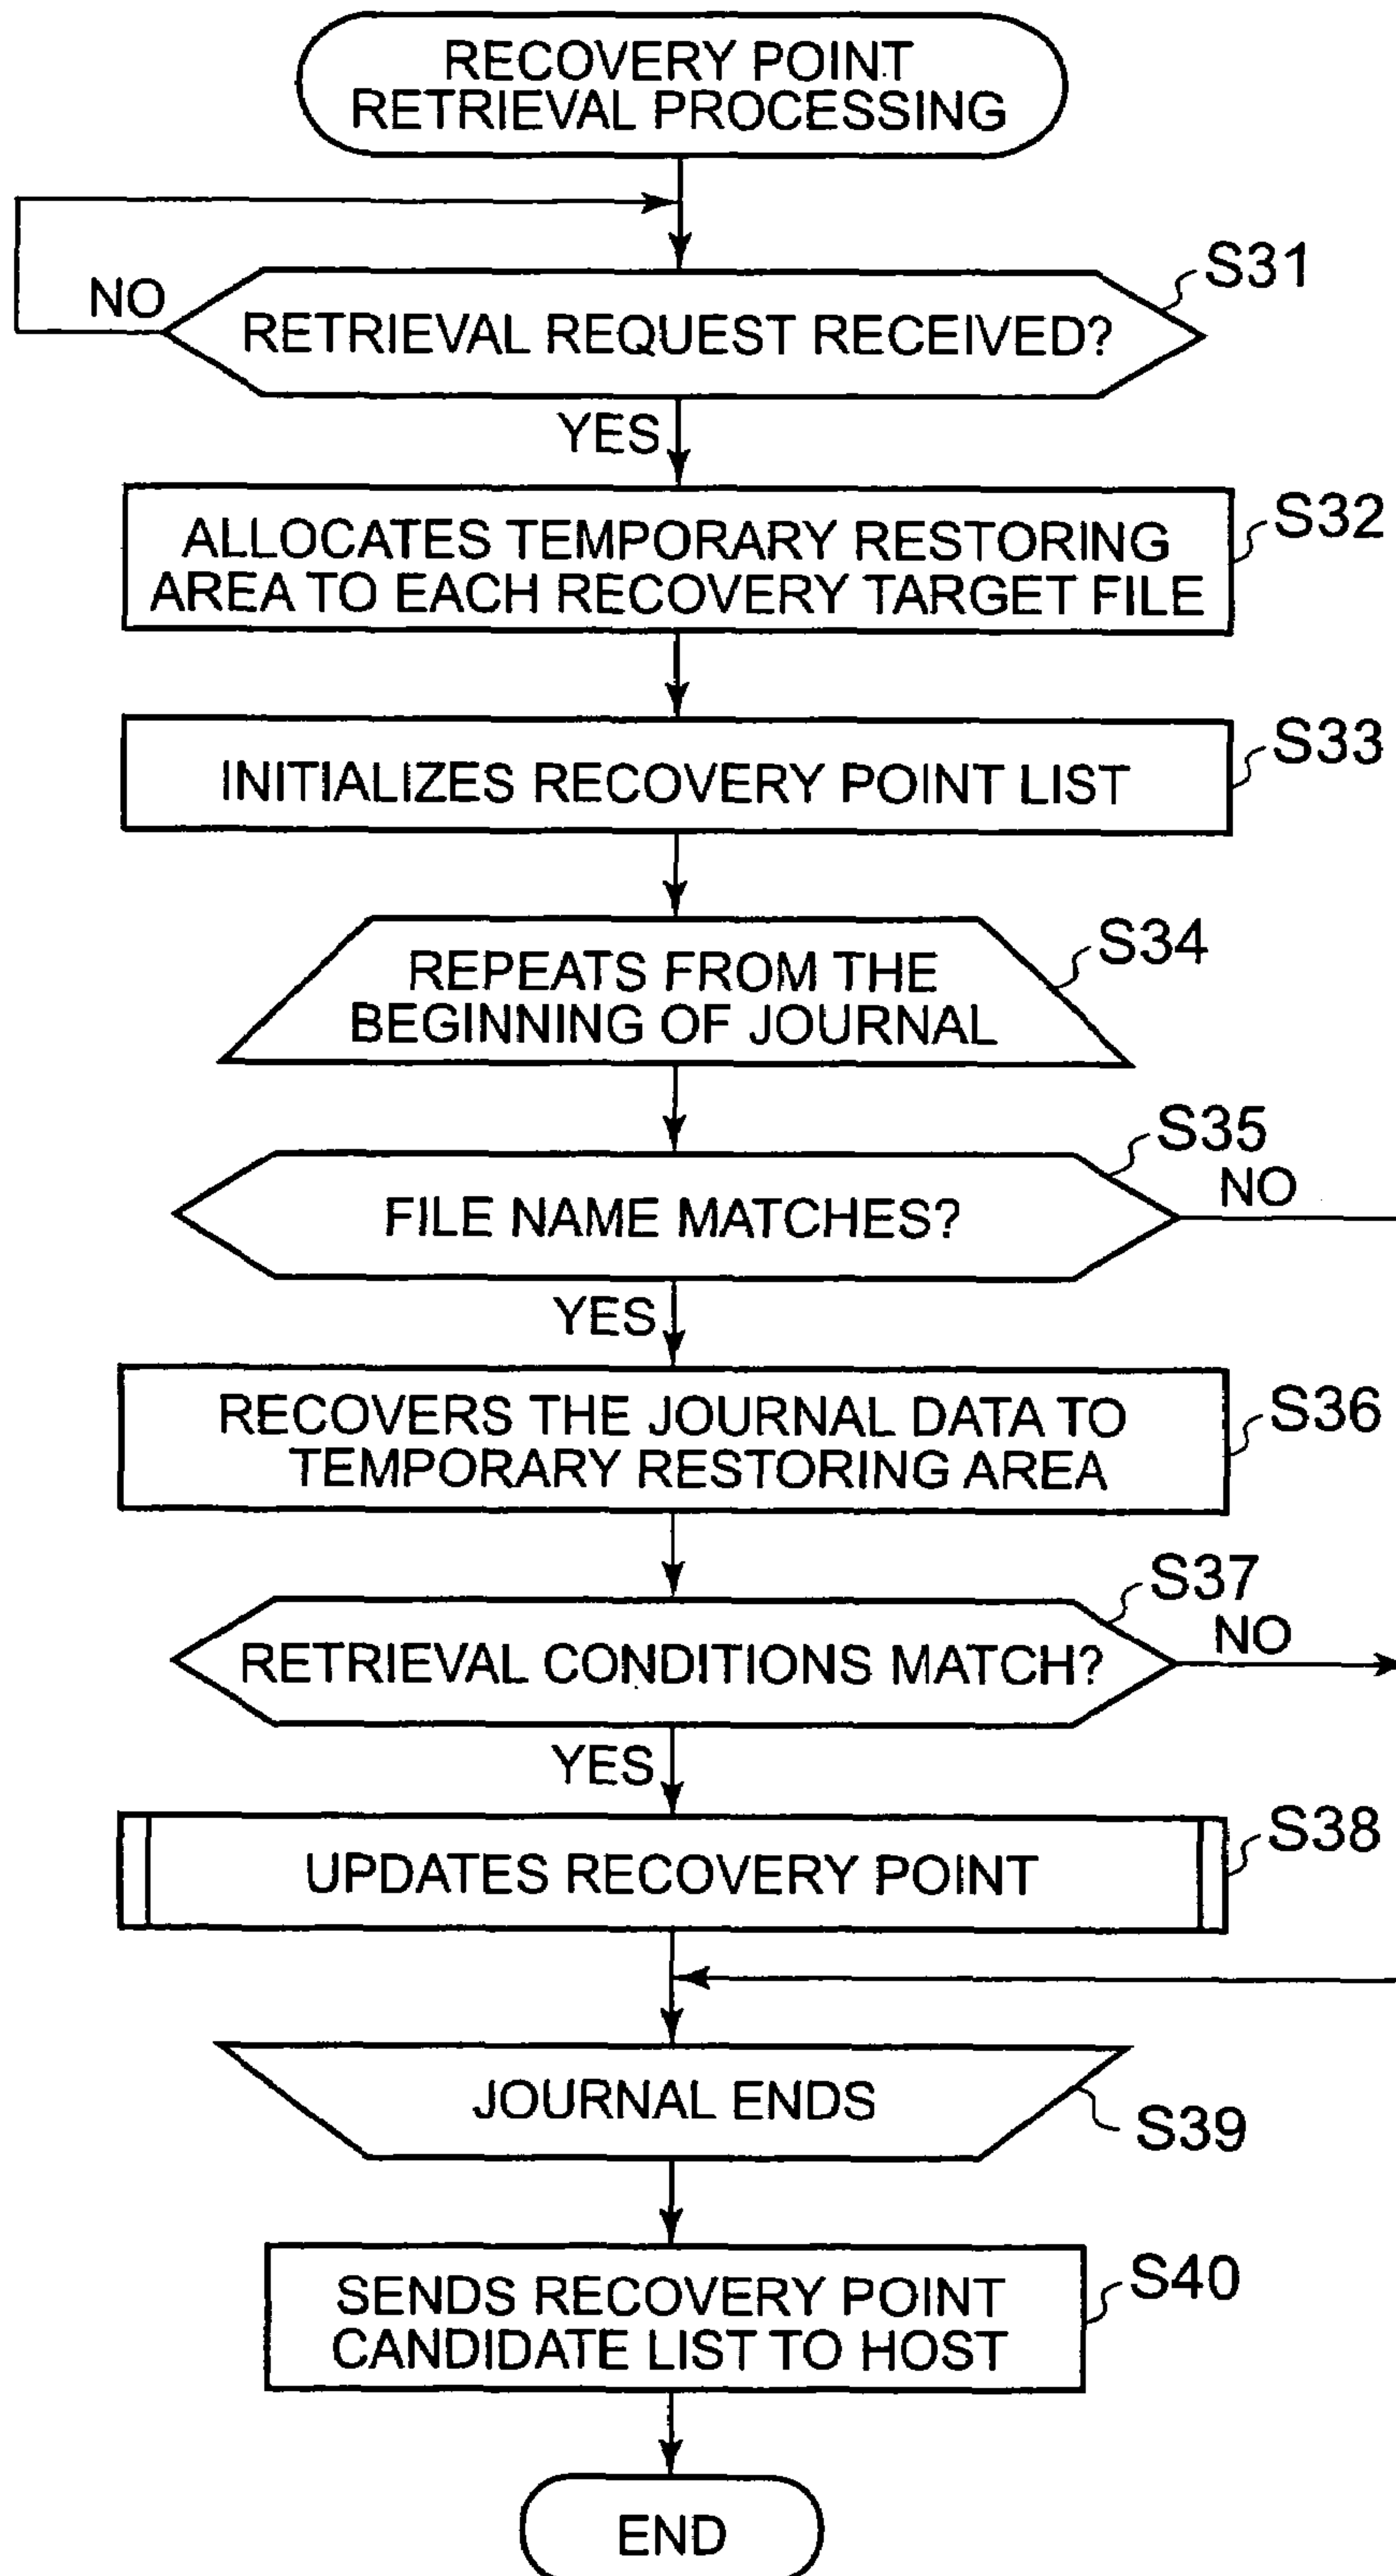 RECOVERY POINT
RETRIEVAL PROCESSING
S31
NO
RETRIEVAL REQUEST RECEIVED?
YES
S32
ALLOCATES TEMPORARY RESTORING
AREA TO EACH RECOVERY TARGET FILE
S33
INITIALIZES RECOVERY POINT LIST
S34
REPEATS FROM THE
BEGINNING OF JOURNAL
S35
NO
FILE NAME MATCHES?
YES
S36
RECOVERS THE JOURNAL DATA TO
TEMPORARY RESTORING AREA
S37
NO
RETRIEVAL CONDITIONS MATCH?
YES
S38
UPDATES RECOVERY POINT
JOURNAL ENDS
S39
S40
SENDS RECOVERY POINT
CANDIDATE LIST TO HOST
END